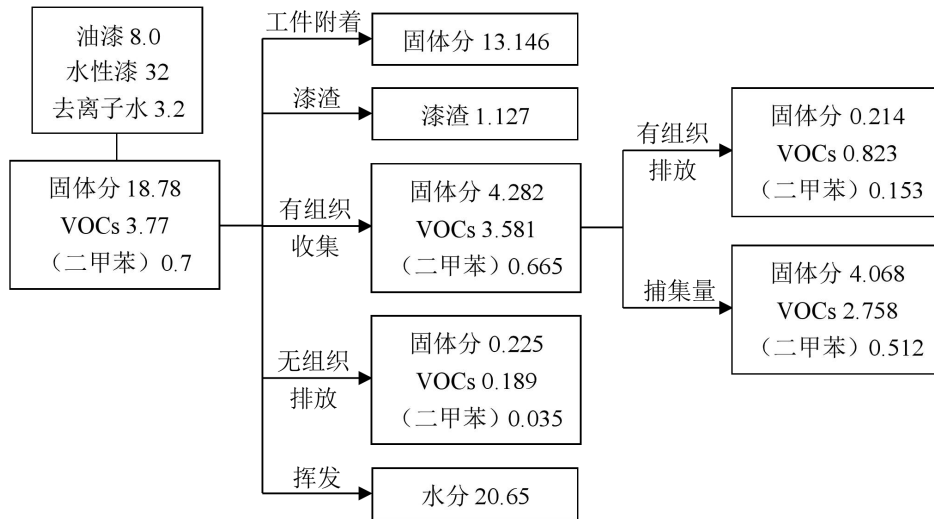 油漆 8.0
水性漆 32
去离子水 3.2
固体分 18.78
VOCs 3.77
（二甲苯）0.7
工件附着
固体分 13.146
漆渣
漆渣 1.127
有组织
收集
固体分 4.282
VOCs 3.581
（二甲苯）0.665
有组织
排放
固体分 0.214
VOCs 0.823
（二甲苯）0.153
捕集量
固体分 4.068
VOCs 2.758
（二甲苯）0.512
无组织
排放
固体分 0.225
VOCs 0.189
（二甲苯）0.035
挥发
水分 20.65